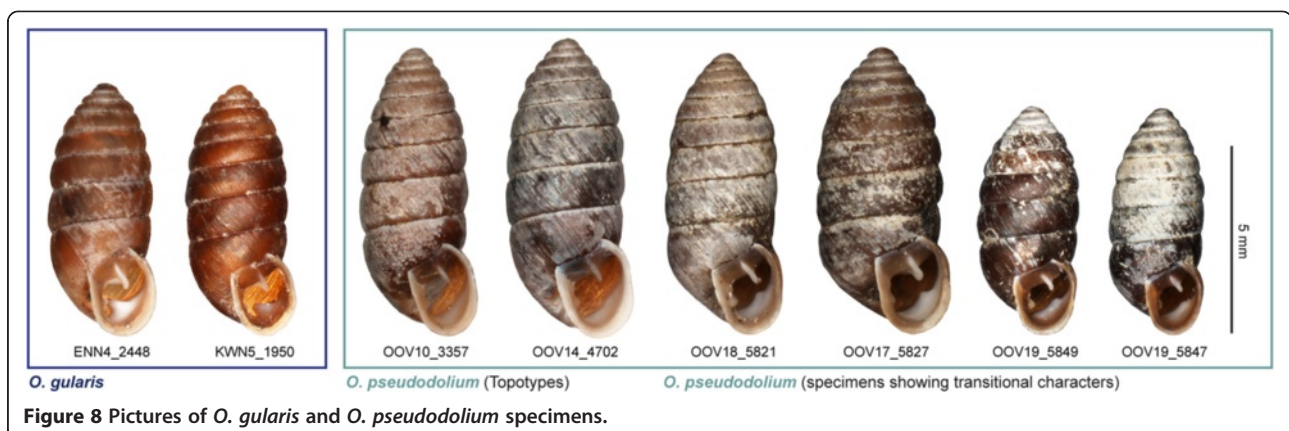 5 mm
ENN4_2448 KWN5_1950 OOV10_3357 OOV14_4702 OOV18_5821 OOV17_5827 OOV19_5849 OOV19_5847
O. gularis O. pseudodolium (Topotypes) O. pseudodolium (specimens showing transitional characters)
Figure 8 Pictures of O. gularis and O. pseudodolium specimens.